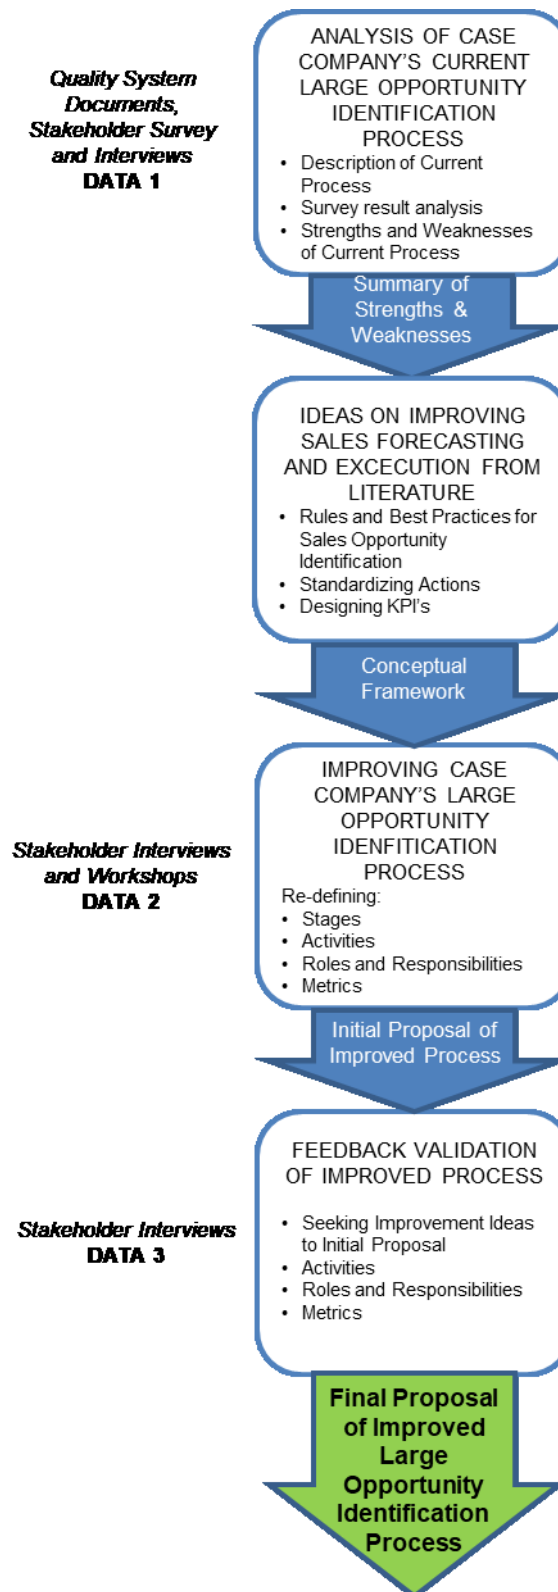 Quality System
Documents,
Stakeholder Survey
and Interviews
DATA 1
ANALYSIS OF CASE
COMPANY'S CURRENT
LARGE OPPORTUNITY
IDENTIFICATION
PROCESS
• Description of Current
Process
• Survey result analysis
• Strengths and Weaknesses
of Current Process
Summary of
Strengths &
Weaknesses
IDEAS ON IMPROVING
SALES FORECASTING
AND EXCECUTION FROM
LITERATURE
• Rules and Best Practices for
Sales Opportunity
Identification
• Standardizing Actions
• Designing KPI's
Conceptual
Framework
Stakeholder Interviews
and Workshops
DATA 2
IMPROVING CASE
COMPANY'S LARGE
OPPORTUNITY
IDENFITICATION
PROCESS
Re-defining:
• Stages
• Activities
• Roles and Responsibilities
• Metrics
Initial Proposal of
Improved Process
Stakeholder Interviews
DATA 3
FEEDBACK VALIDATION
OF IMPROVED PROCESS
• Seeking Improvement Ideas
to Initial Proposal
• Activities
• Roles and Responsibilities
• Metrics
Final Proposal
of Improved
Large
Opportunity
Identification
Process